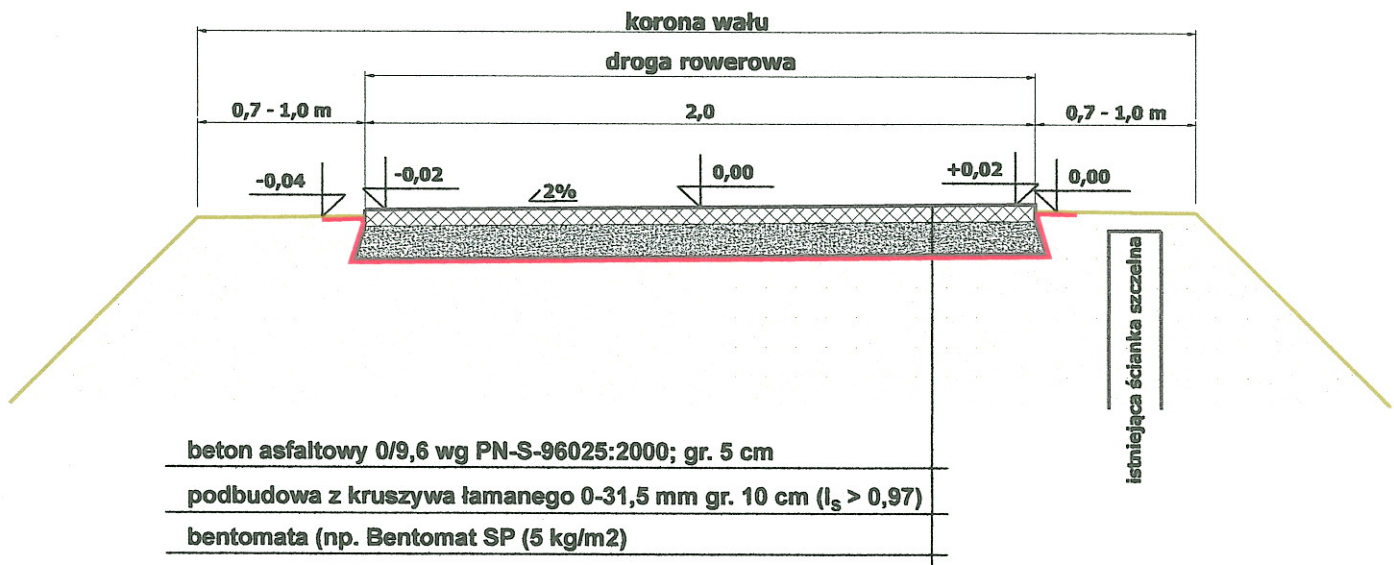 korona wału
droga rowerowa
0,7 - 1,0 m
2,0
0,7 - 1,0 m
-0,04
-0,02
2%
0,00
+0,02
0,00
istniejąca ścianka szczelna
beton asfaltowy 0/9,6 wg PN-S-96025:2000; gr. 5 cm
podbudowa z kruszywa łamanego 0-31,5 mm gr. 10 cm (Is > 0,97)
bentomata (np. Bentomat SP (5 kg/m2)